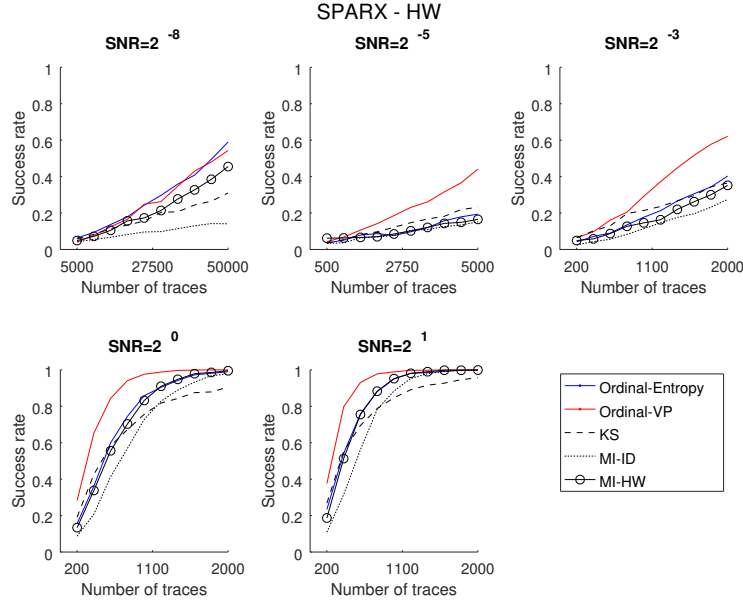 SPARX - HW
SNR=2 -8
SNR=2 -5
SNR=2 -3
1
0.8
0.6
0.4
0.2
0
Success rate
5000 27500 50000
Number of traces
1
0.8
0.6
0.4
0.2
0
Success rate
500 2750 5000
Number of traces
1
0.8
0.6
0.4
0.2
0
Success rate
200 1100 2000
Number of traces
SNR=2 0
SNR=2 1
1
0.8
0.6
0.4
0.2
0
Success rate
200 1100 2000
Number of traces
1
0.8
0.6
0.4
0.2
0
Success rate
200 1100 2000
Number of traces
Ordinal-Entropy
Ordinal-VP
KS
MI-ID
MI-HW